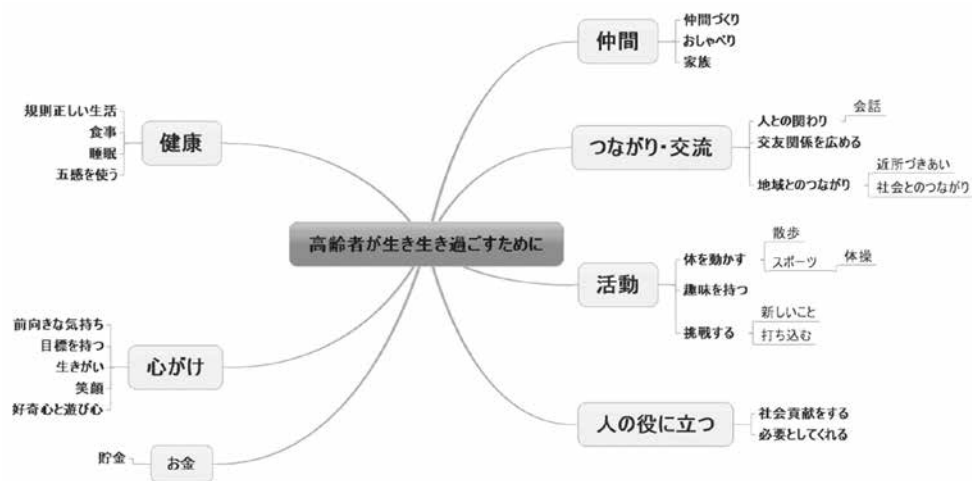 高齢者が生き生き過ごすために
仲間
仲間づくり
おしゃべり
家族
つながり・交流
人との関わり
会話
交友関係を広める
地域とのつながり
近所づきあい
社会とのつながり
活動
体を動かす
散歩
スポーツ
体操
趣味を持つ
挑戦する
新しいこと
打ち込む
人の役に立つ
社会貢献をする
必要としてくれる
健康
規則正しい生活
食事
睡眠
五感を使う
心がけ
前向きな気持ち
目標を持つ
生きがい
笑顔
好奇心と遊び心
お金
貯金